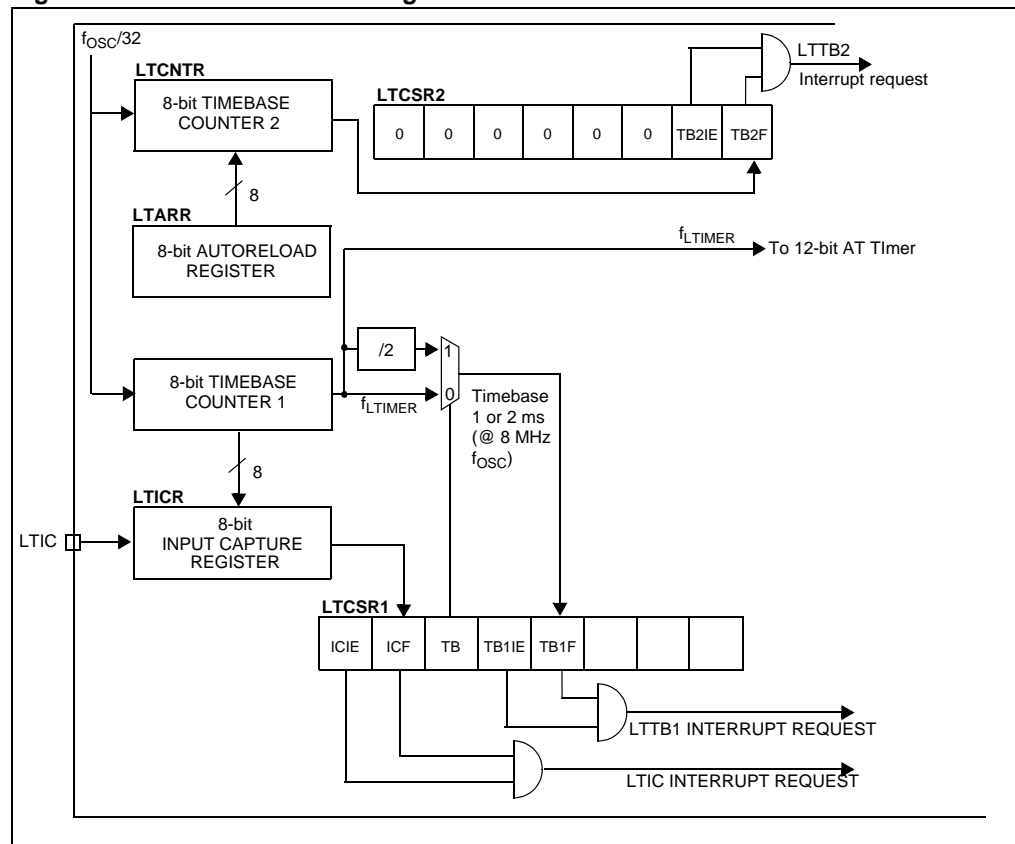 fOSC/32
LTTB2
Interrupt request
LTCNTR
8-bit TIMEBASE
COUNTER 2
LTCSR2
0 0 0 0 0 0 TB2IE TB2F
8
LTARR
8-bit AUTORELOAD
REGISTER
fLTIMER
To 12-bit AT TImer
/2
1
0
8-bit TIMEBASE
COUNTER 1
fLTIMER
Timebase
1 or 2 ms
(@ 8 MHz
fOSC)
8
LTICR
LTIC
8-bit
INPUT CAPTURE
REGISTER
LTCSR1
ICIE ICF TB TB1IE TB1F
LTTB1 INTERRUPT REQUEST
LTIC INTERRUPT REQUEST